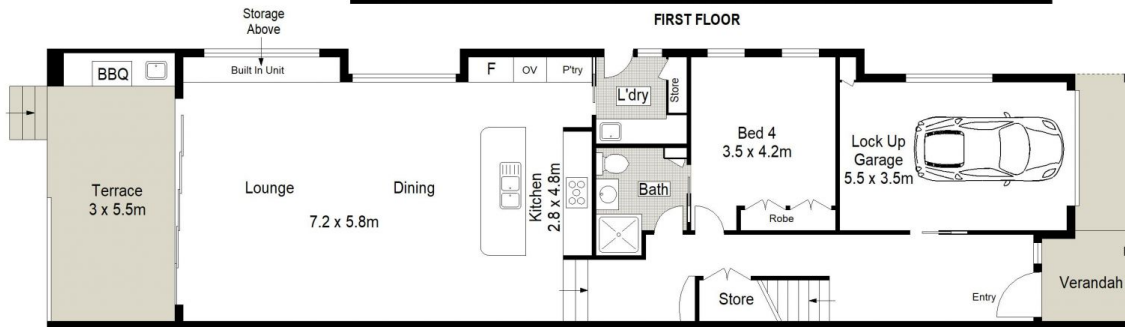 FIRST FLOOR
Storage
Above
BBQ
Built In Unit
F
OV
P'try
L'dry
Store
Bed 4
3.5 x 4.2m
Lock Up
Garage
5.5 x 3.5m
Terrace
3 x 5.5m
Lounge
Dining
7.2 x 5.8m
Kitchen
2.8 x 4.8m
Bath
Robe
Store
Entry
Verandah